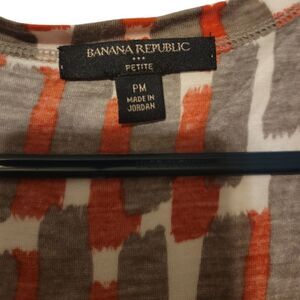 BANANA REPUBLIC
PETITE
PM
MADE IN
JORDAN